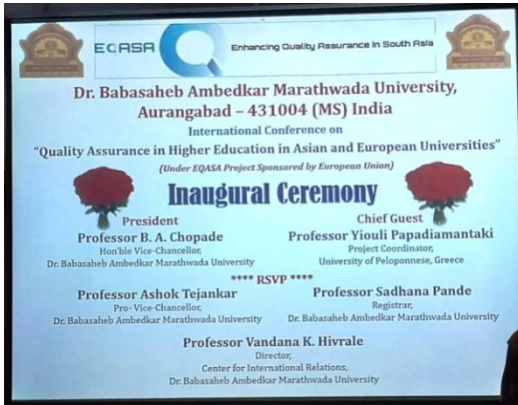 EQASA
Enhancing Quality Assurance in South Asia
Dr. Babasaheb Ambedkar Marathwada University,
Aurangabad – 431004 (MS) India
International Conference on
“Quality Assurance in Higher Education in Asian and European Universities”
(Under EQASA Project Sponsored by European Union)
Inaugural Ceremony
President
Professor B. A. Chopade
Hon'ble Vice-Chancellor,
Dr. Babasaheb Ambedkar Marathwada University
Chief Guest
Professor Yiouli Papadiamantaki
Project Coordinator,
University of Peloponnese, Greece
**** RSVP ****
Professor Ashok Tejankar
Pro- Vice-Chancellor,
Dr. Babasaheb Ambedkar Marathwada University
Professor Sadhana Pande
Registrar,
Dr. Babasaheb Ambedkar Marathwada University
Professor Vandana K. Hivrale
Director,
Center for International Relations,
Dr. Babasaheb Ambedkar Marathwada University